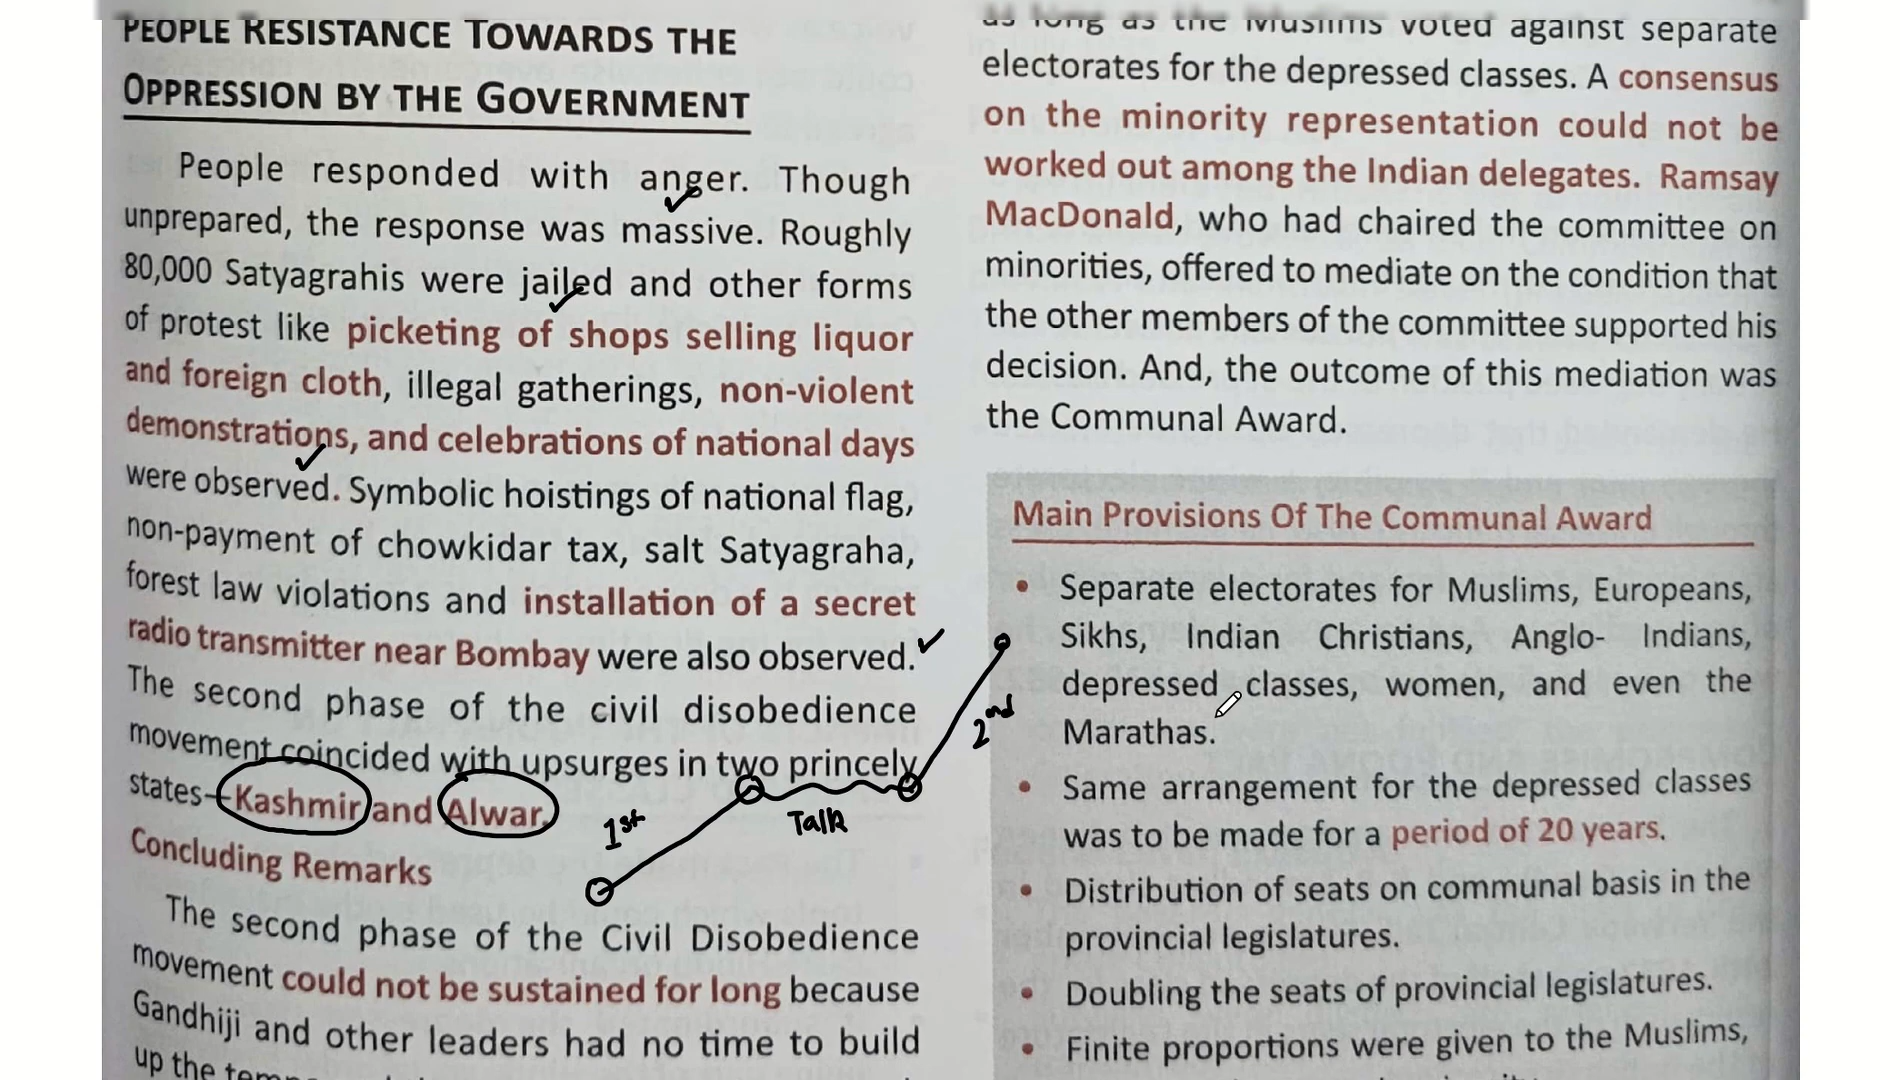 PEOPLE RESISTANCE TOWARDS THE
OPPRESSION BY THE GOVERNMENT
People responded with anger. Though
unprepared, the response was massive. Roughly
80,000 Satyagrahis were jailed and other forms
of protest like picketing of shops selling liquor
and foreign cloth, illegal gatherings, non-violent
demonstrations, and celebrations of national days
were observed. Symbolic hoistings of national flag,
non-payment of chowkidar tax, salt Satyagraha,
forest law violations and installation of a secret
radio transmitter near Bombay were also observed.
The second phase of the civil disobedience
movement coincided with upsurges in two princely
states—Kashmir and Alwar.
1st
Talk
2nd
Concluding Remarks
The second phase of the Civil Disobedience
movement could not be sustained for long because
Gandhiji and other leaders had no time to build
up the
as long as the Muslims voted against separate
electorates for the depressed classes. A consensus
on the minority representation could not be
worked out among the Indian delegates. Ramsay
MacDonald, who had chaired the committee on
minorities, offered to mediate on the condition that
the other members of the committee supported his
decision. And, the outcome of this mediation was
the Communal Award.
Main Provisions Of The Communal Award
• Separate electorates for Muslims, Europeans,
Sikhs, Indian Christians, Anglo- Indians,
depressed classes, women, and even the
Marathas.
• Same arrangement for the depressed classes
was to be made for a period of 20 years.
• Distribution of seats on communal basis in the
provincial legislatures.
• Doubling the seats of provincial legislatures.
• Finite proportions were given to the Muslims,